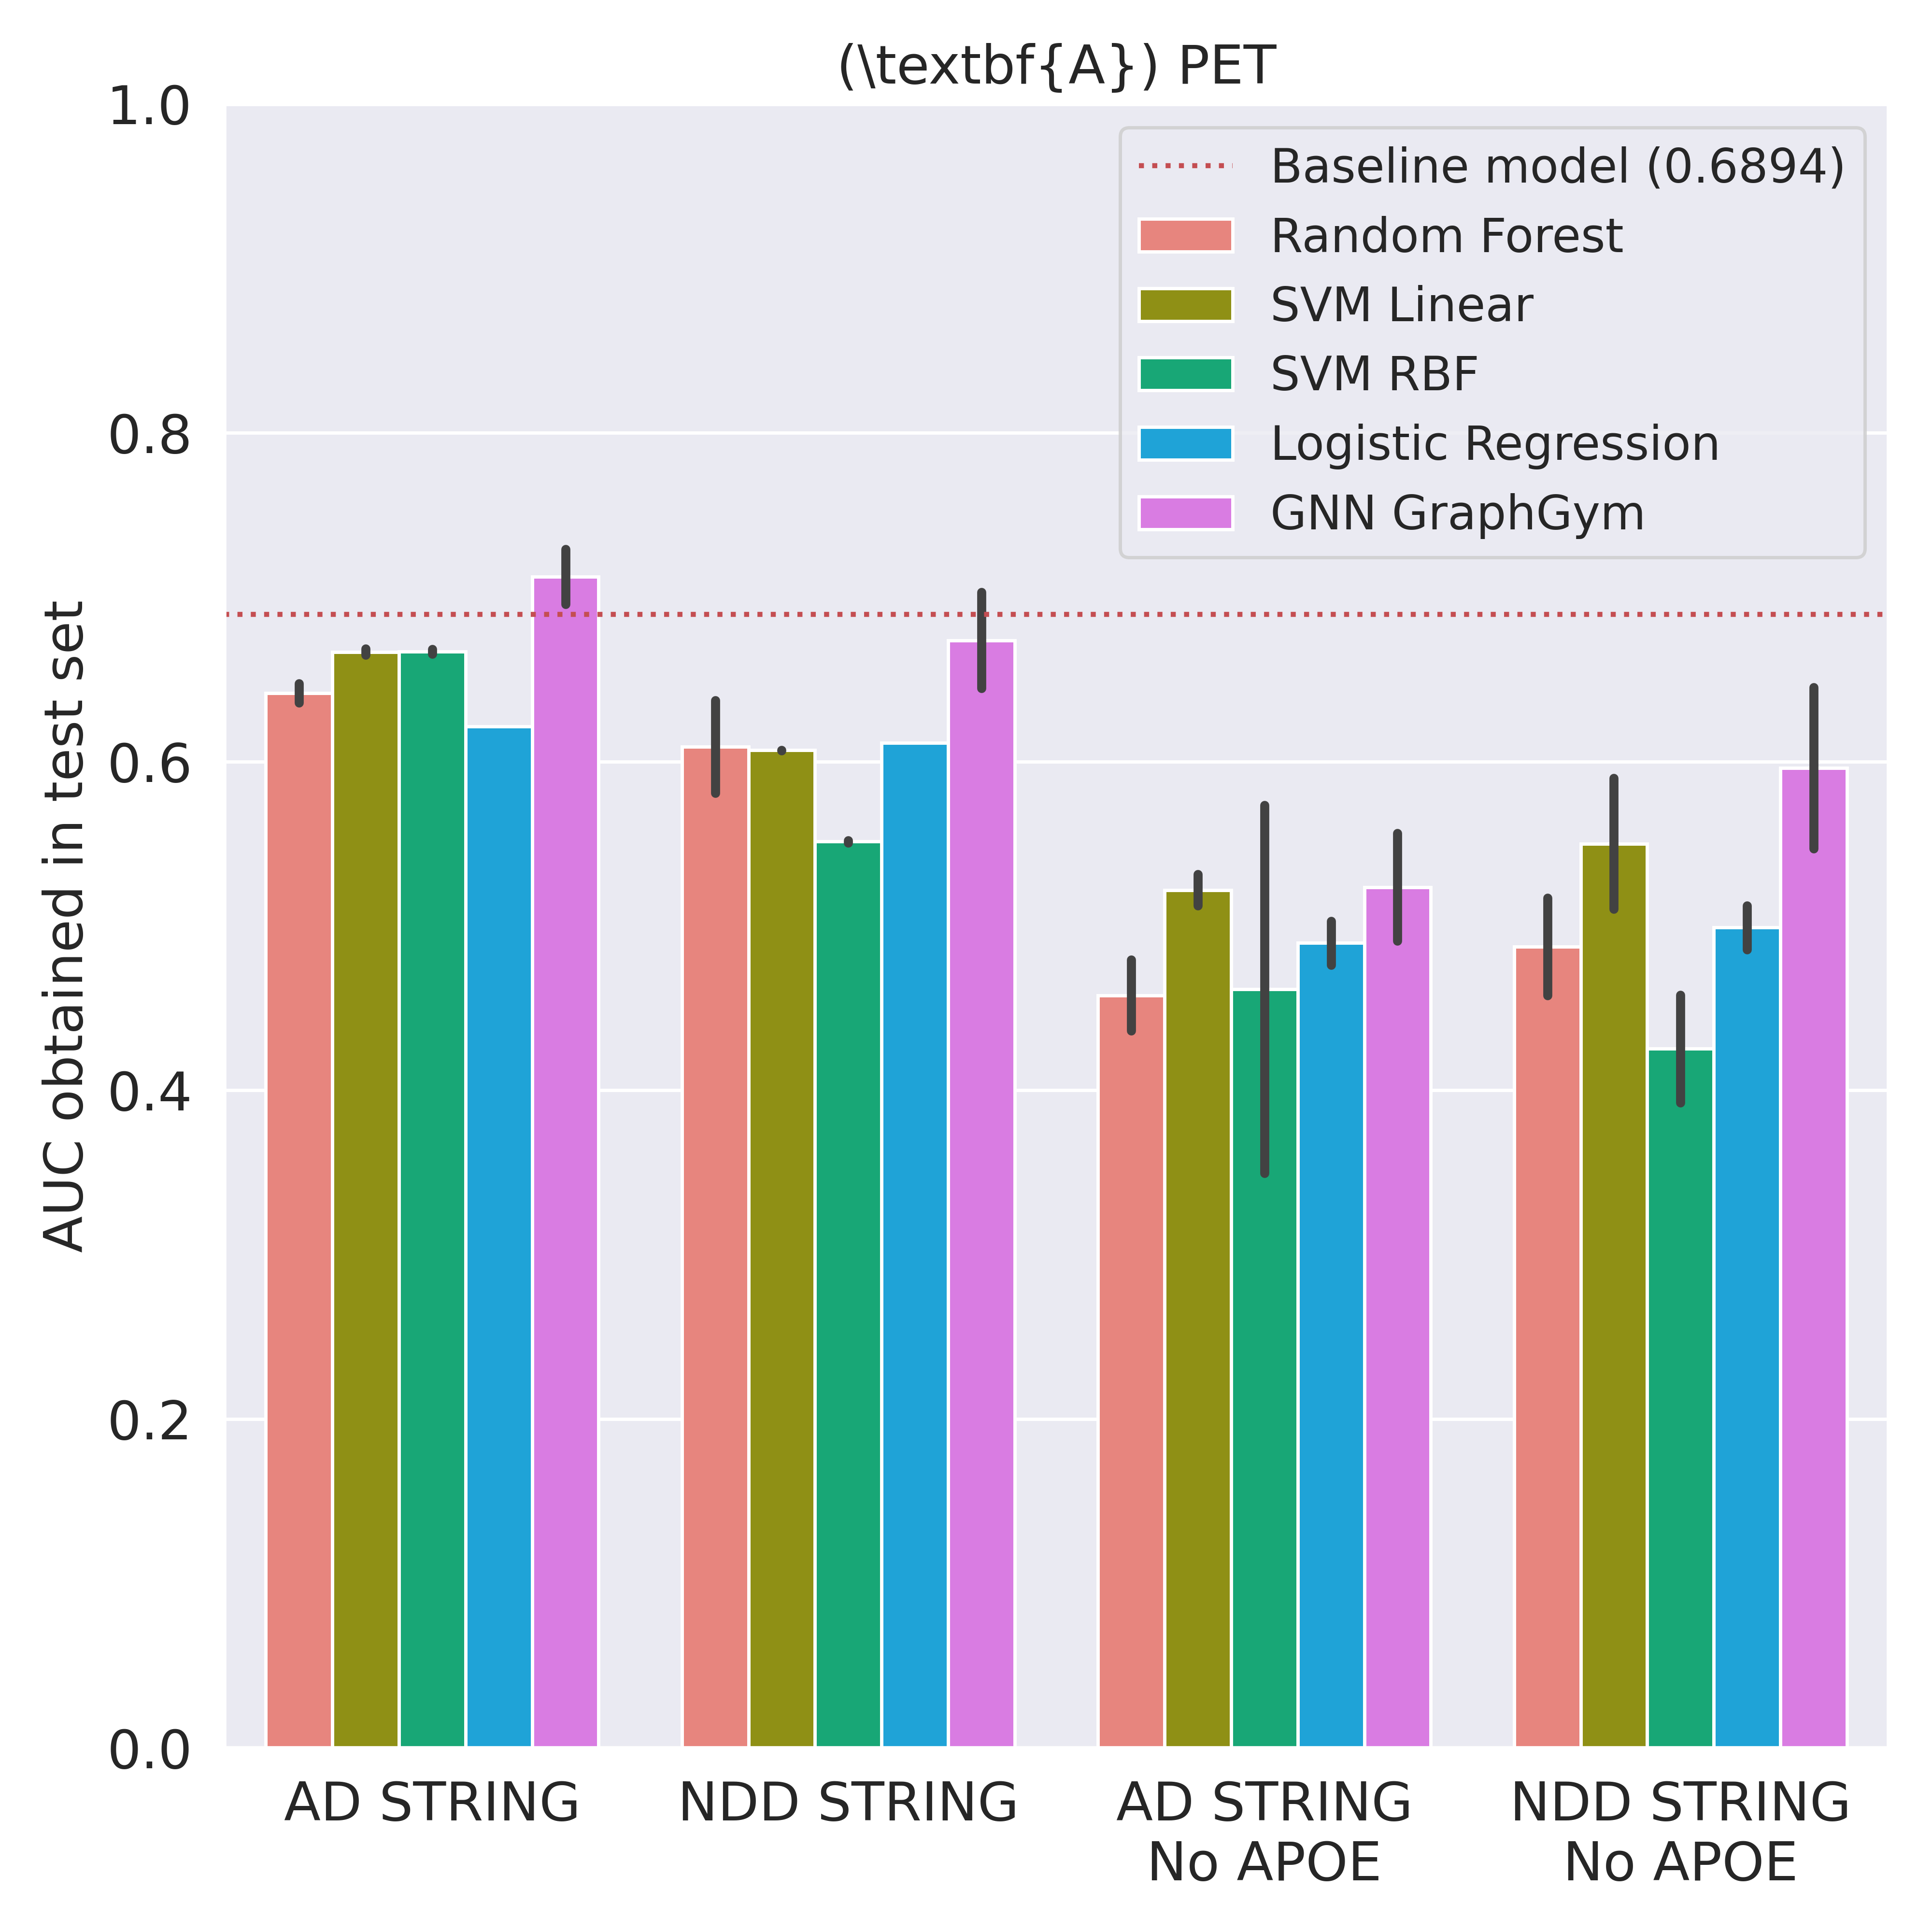 (\textbf{A}) PET
1.0
0.8
0.6
0.4
0.2
0.0
AUC obtained in test set
Baseline model (0.6894)
Random Forest
SVM Linear
SVM RBF
Logistic Regression
GNN GraphGym
AD STRING
NDD STRING
AD STRING
No APOE
NDD STRING
No APOE